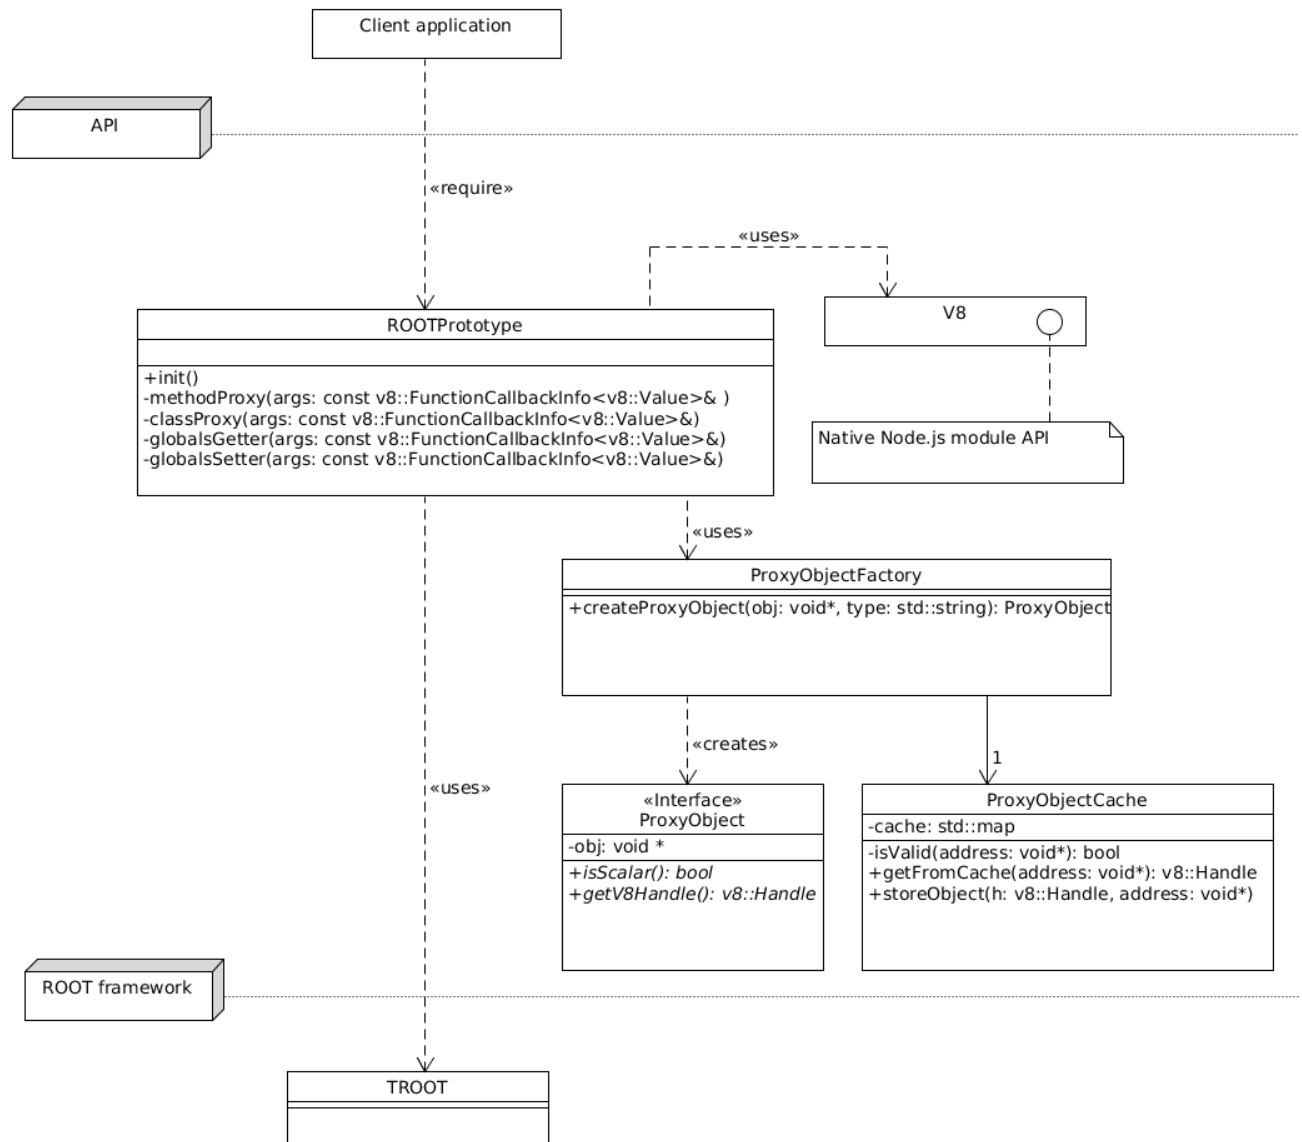 Client application
API
«require»
«uses»
ROOTPrototype
+init()
-methodProxy(args: const v8::FunctionCallbackInfo<v8::Value>& )
-classProxy(args: const v8::FunctionCallbackInfo<v8::Value>&)
-globalsGetter(args: const v8::FunctionCallbackInfo<v8::Value>&)
-globalsSetter(args: const v8::FunctionCallbackInfo<v8::Value>&)
V8
Native Node.js module API
«uses»
ProxyObjectFactory
+createProxyObject(obj: void*, type: std::string): ProxyObject
«creates»
1
«uses»
«Interface»
ProxyObject
-obj: void *
+isScalar(): bool
+getV8Handle(): v8::Handle
ProxyObjectCache
-cache: std::map
-isValid(address: void*): bool
+getFromCache(address: void*): v8::Handle
+storeObject(h: v8::Handle, address: void*)
ROOT framework
TROOT